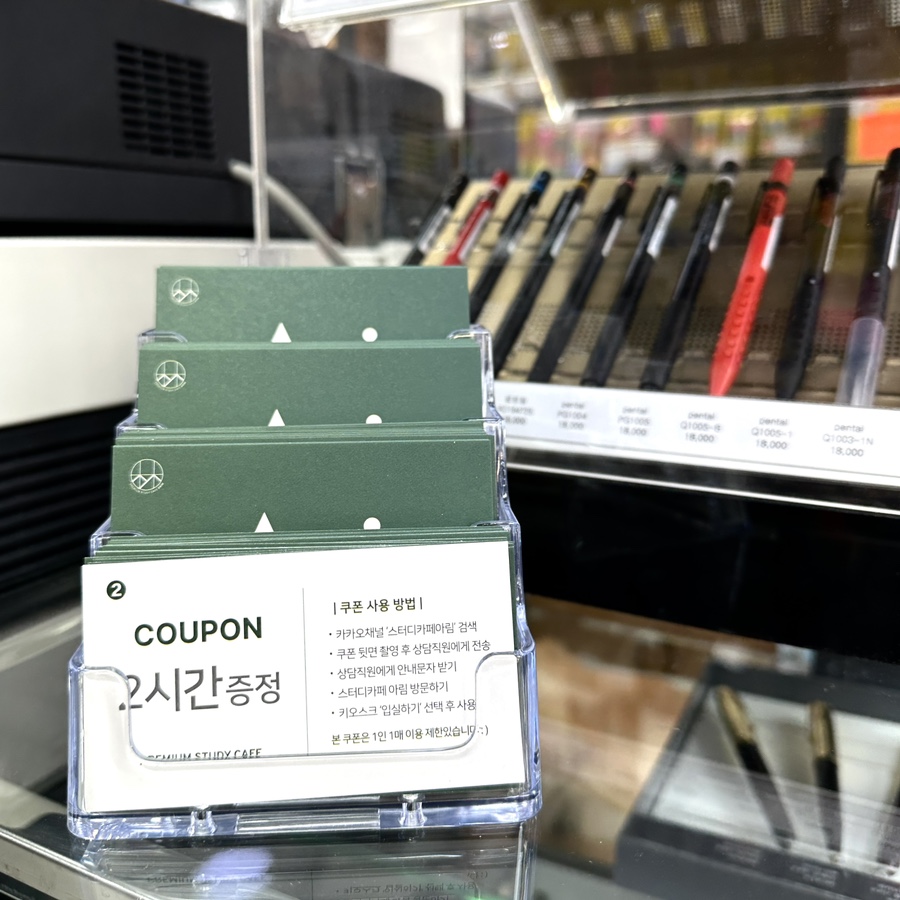 2
COUPON
2시간 증정
PREMIUM STUDY CAFE
| 쿠폰 사용 방법 |
• 카카오채널 '스터디카페아림' 검색
• 쿠폰 뒷면 촬영 후 상담직원에게 전송
• 상담직원에게 안내문자 받기
• 스터디카페 아림 방문하기
• 키오스크 '입실하기' 선택 후 사용
본 쿠폰은 1인 1매 이용 제한있습니다 : )
pentel
PG1004
18,000
pentel
PG1005
18,000
pentel
Q1005-8
18,000
pentel
Q1005-1
18,000
pentel
Q1003-1N
18,000